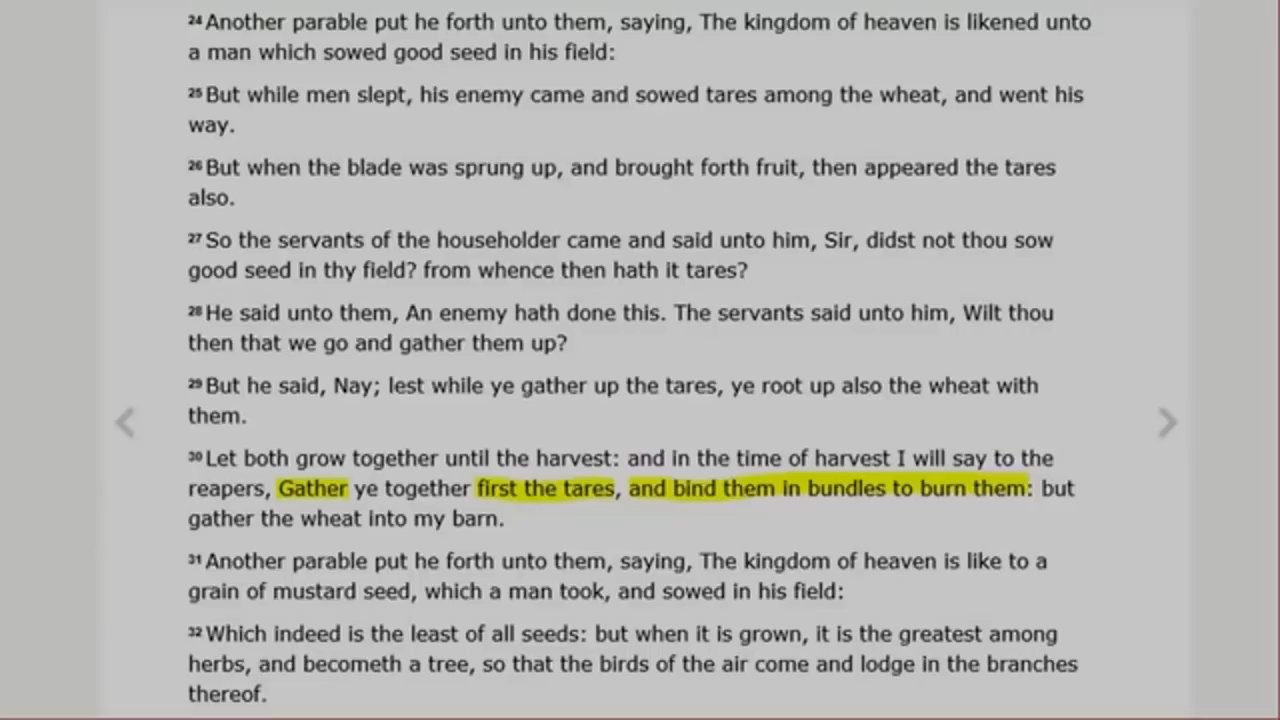 24 Another parable put he forth unto them, saying, The kingdom of heaven is likened unto
a man which sowed good seed in his field:
25 But while men slept, his enemy came and sowed tares among the wheat, and went his
way.
26 But when the blade was sprung up, and brought forth fruit, then appeared the tares
also.
27 So the servants of the householder came and said unto him, Sir, didst not thou sow
good seed in thy field? from whence then hath it tares?
28 He said unto them, An enemy hath done this. The servants said unto him, Wilt thou
then that we go and gather them up?
29 But he said, Nay; lest while ye gather up the tares, ye root up also the wheat with
them.
30 Let both grow together until the harvest: and in the time of harvest I will say to the
reapers, Gather ye together first the tares, and bind them in bundles to burn them: but
gather the wheat into my barn.
31 Another parable put he forth unto them, saying, The kingdom of heaven is like to a
grain of mustard seed, which a man took, and sowed in his field:
32 Which indeed is the least of all seeds: but when it is grown, it is the greatest among
herbs, and becometh a tree, so that the birds of the air come and lodge in the branches
thereof.